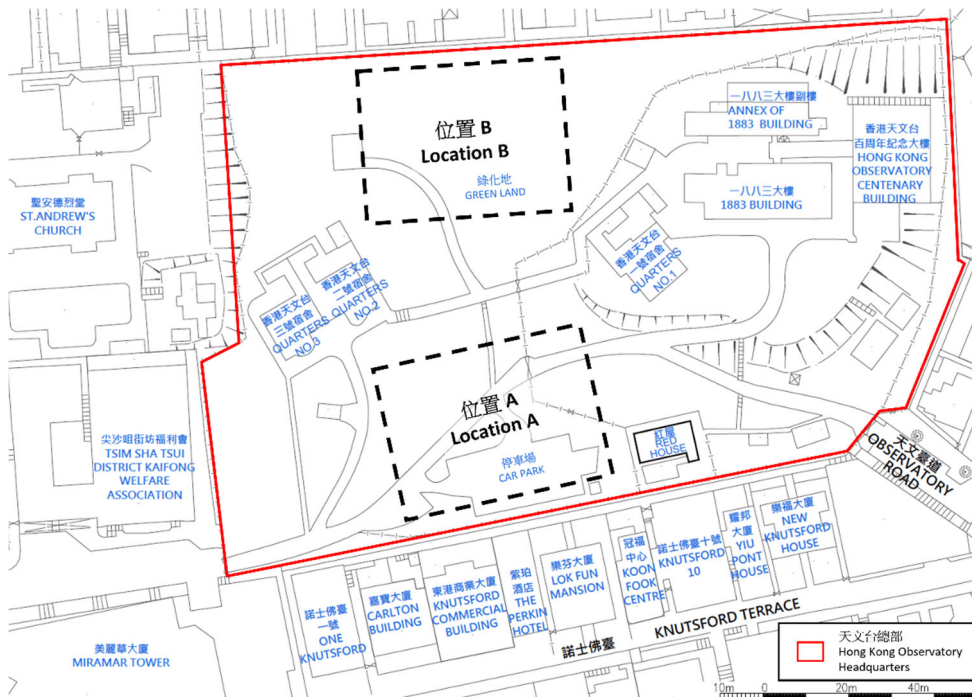 位置 B
Location B
綠化地
GREEN LAND
一八八三大樓副樓
ANNEX OF
1883 BUILDING
香港天文台
百周年紀念大樓
HONG KONG
OBSERVATORY
CENTENARY
BUILDING
一八八三大樓
1883 BUILDING
聖安德烈堂
ST.ANDREW'S
CHURCH
香港天文台
一號宿舍
QUARTERS
NO.1
香港天文台
二號宿舍
QUARTERS
NO.2
香港天文台
三號宿舍
QUARTERS
NO.3
位置 A
Location A
停車場
CAR PARK
紅屋
RED
HOUSE
天文臺道
OBSERVATORY
ROAD
尖沙咀街坊福利會
TSIM SHA TSUI
DISTRICT KAIFONG
WELFARE
ASSOCIATION
諾士佛臺
一號
ONE
KNUTSFORD
嘉寶大廈
CARLTON
BUILDING
東港商業大廈
KNUTSFORD
COMMERCIAL
BUILDING
紫珀
酒店
THE
PERKIN
HOTEL
樂芬大廈
LOK FUN
MANSION
冠福
中心
KOON
FOOK
CENTRE
諾士佛臺十號
KNUTSFORD
10
耀邦
大廈
YIU
PONT
HOUSE
樂福大廈
NEW
KNUTSFORD
HOUSE
美麗華大廈
MIRAMAR TOWER
諾士佛臺
KNUTSFORD TERRACE
天文台總部
Hong Kong Observatory
Headquarters
10m 0 20m 40m